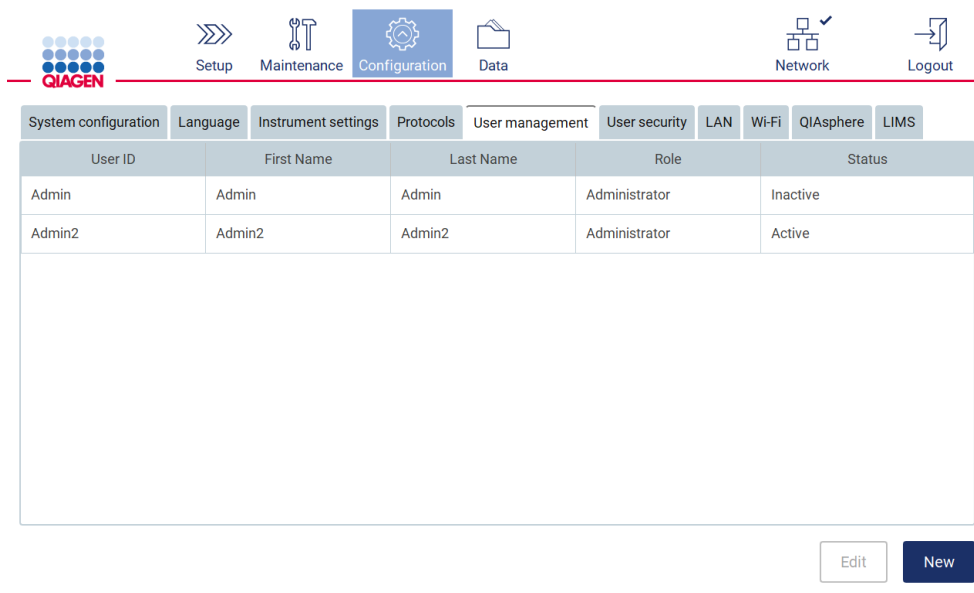 QIAGEN
Setup Maintenance Configuration Data Network Logout
System configuration Language Instrument settings Protocols User management User security LAN Wi-Fi QIAsphere LIMS
User ID First Name Last Name Role Status
Admin Admin Admin Administrator Inactive
Admin2 Admin2 Admin2 Administrator Active
Edit New